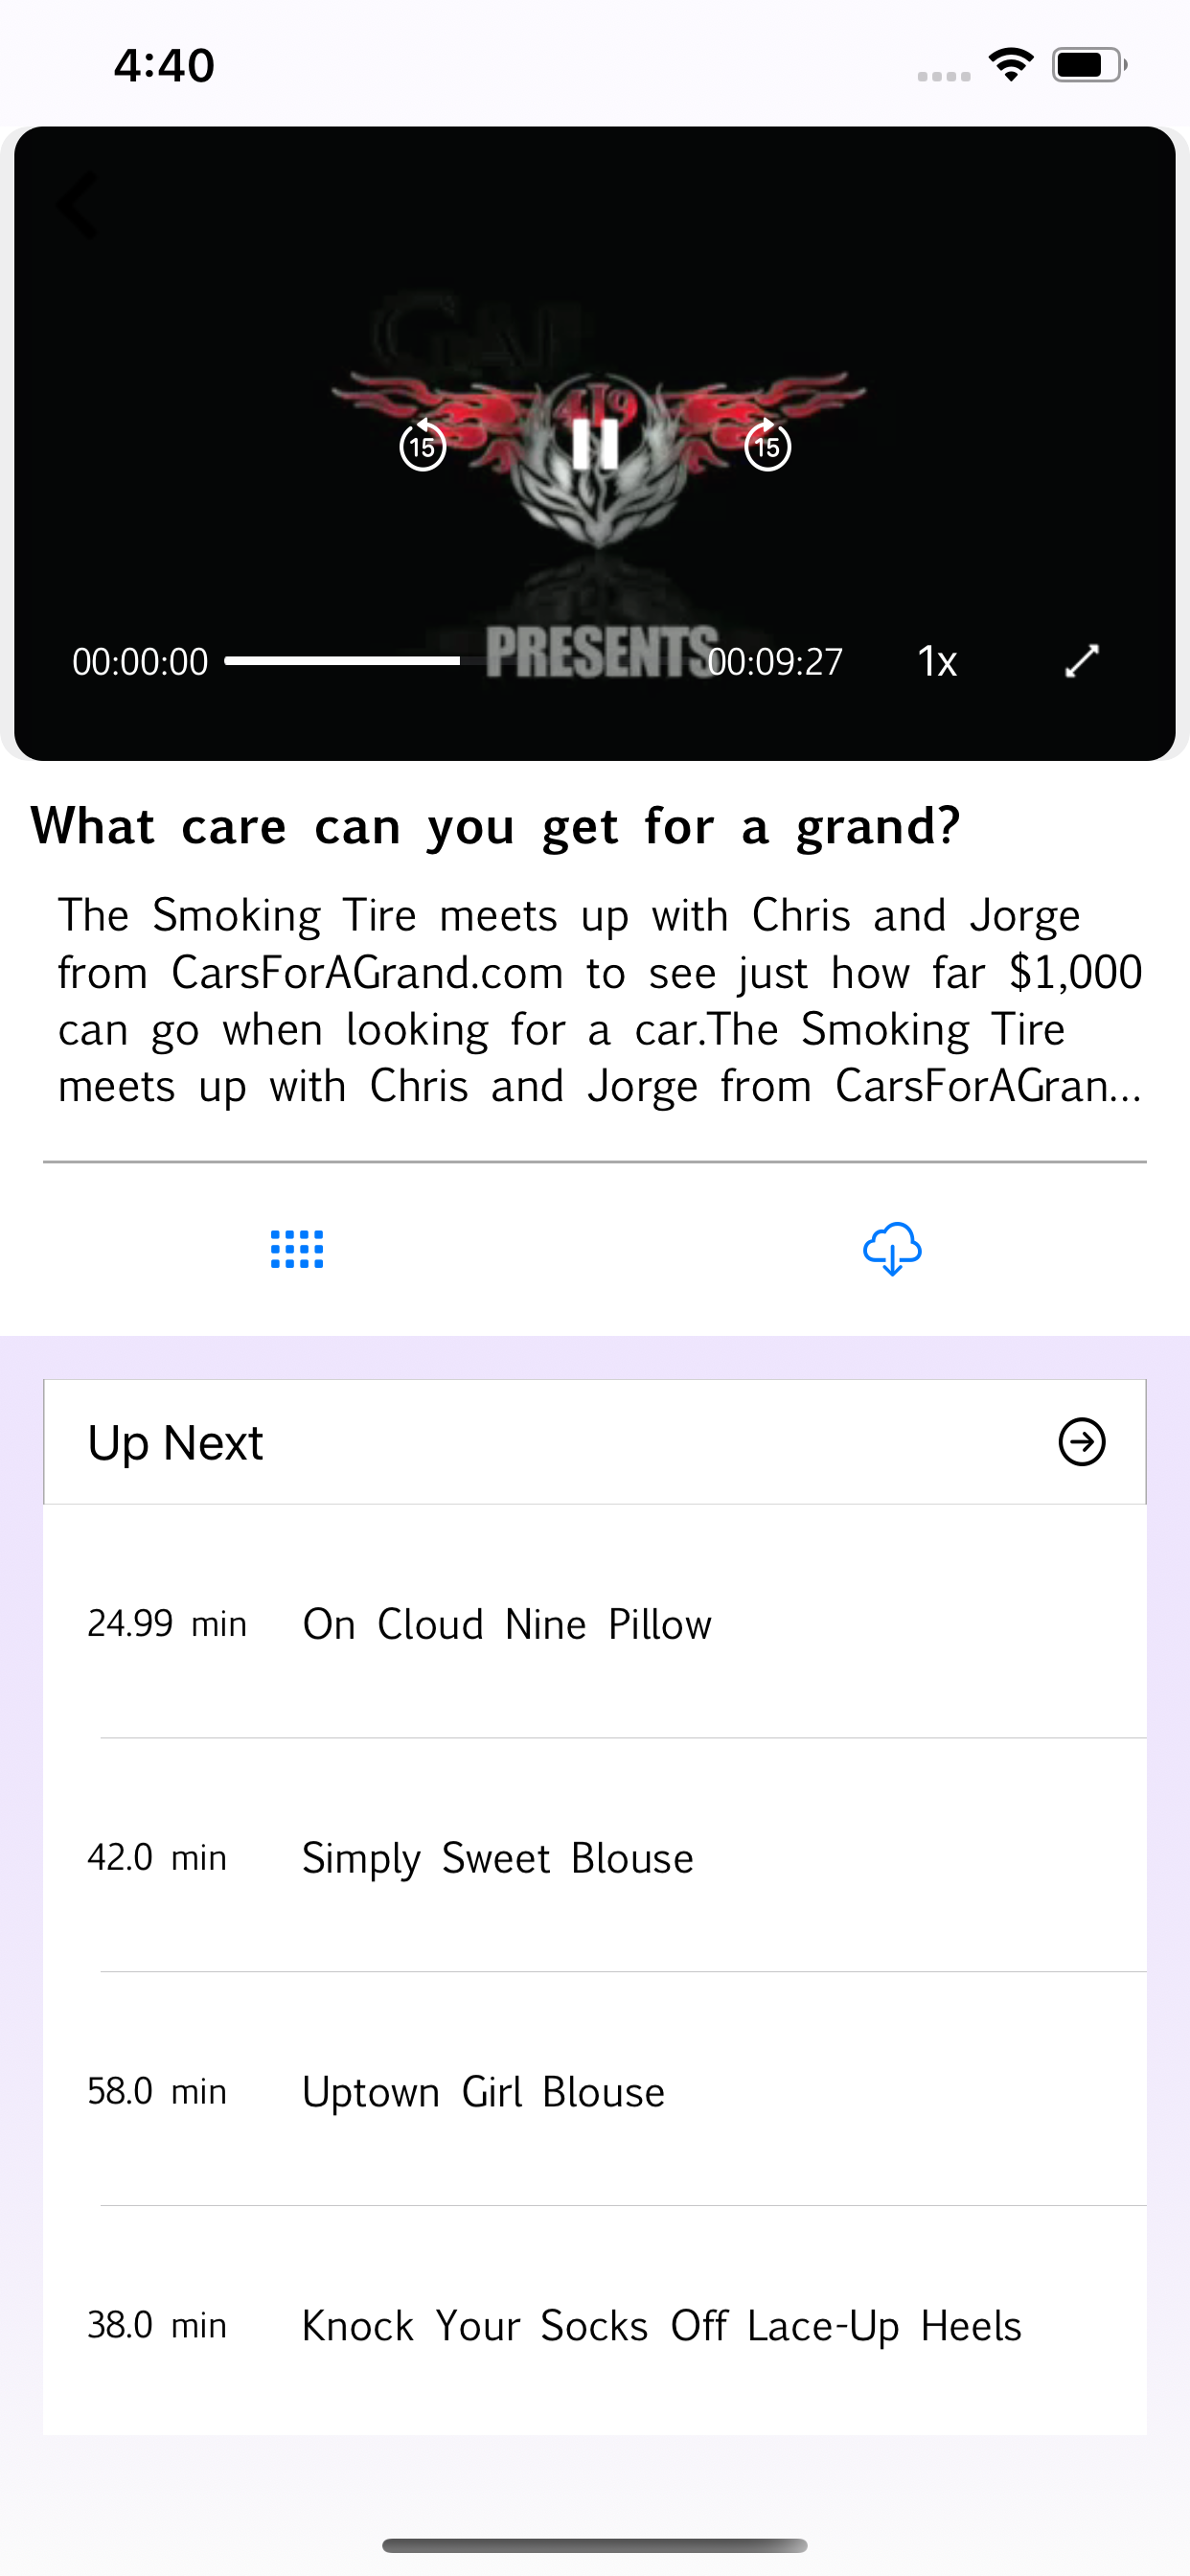 4:40
419
15
15
PRESENTS
00:00:00
00:09:27
1x
What care can you get for a grand?
The Smoking Tire meets up with Chris and Jorge
from CarsForAGrand.com to see just how far $1,000
can go when looking for a car.The Smoking Tire
meets up with Chris and Jorge from CarsForAGran...
Up Next
24.99 min On Cloud Nine Pillow
42.0 min Simply Sweet Blouse
58.0 min Uptown Girl Blouse
38.0 min Knock Your Socks Off Lace-Up Heels